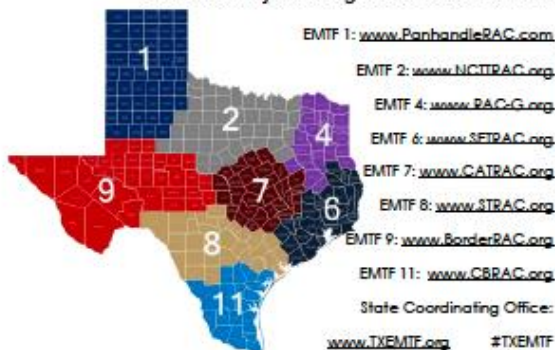 EMTF 1: www.PanhandleRAC.com
EMTF 2: www.NCTTRAC.org
EMTF 4: www.RAC-G.org
EMTF 6: www.SETRAC.org
EMTF 7: www.CATRAC.org
EMTF 8: www.STRAC.org
EMTF 9: www.BorderRAC.org
EMTF 11: www.CBRAC.org
State Coordinating Office:
www.TXEMTF.org #TXEMTF
1
2
4
9
7
6
8
11